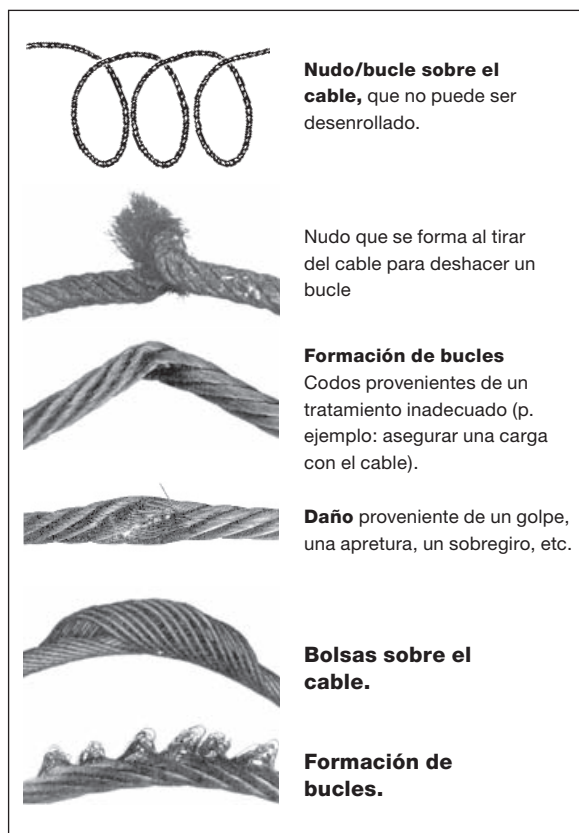 Nudo/bucle sobre el
cable, que no puede ser
desenrollado.
Nudo que se forma al tirar
del cable para deshacer un
bucle
Formación de bucles
Codos provenientes de un
tratamiento inadecuado (p.
ejemplo: asegurar una carga
con el cable).
Daño proveniente de un golpe,
una apretura, un sobregiro, etc.
Bolsas sobre el
cable.
Formación de
bucles.